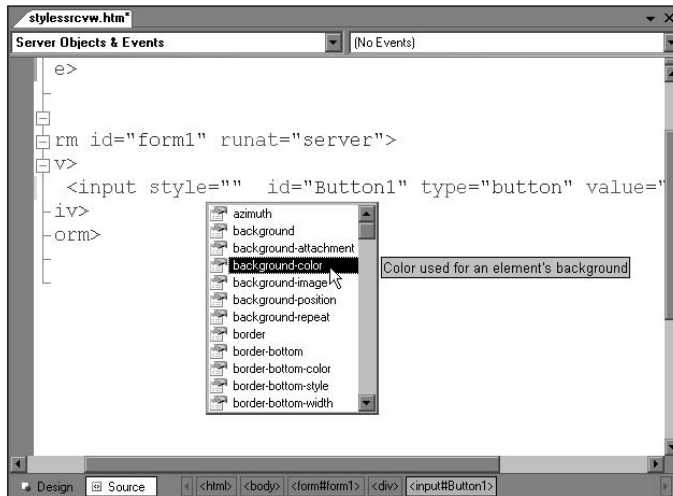 stylessrcvw.htm*
Server Objects & Events (No Events)
e>
rm id="form1" runat="server">
v>
<input style="" id="Button1" type="button" value="
iv>
orm>
azimuth
background
background-attachment
background-color
Color used for an element's background
background-image
background-position
background-repeat
border
border-bottom
border-bottom-color
border-bottom-style
border-bottom-width
Design Source <html> <body> <form#form1> <div> <input#Button1>